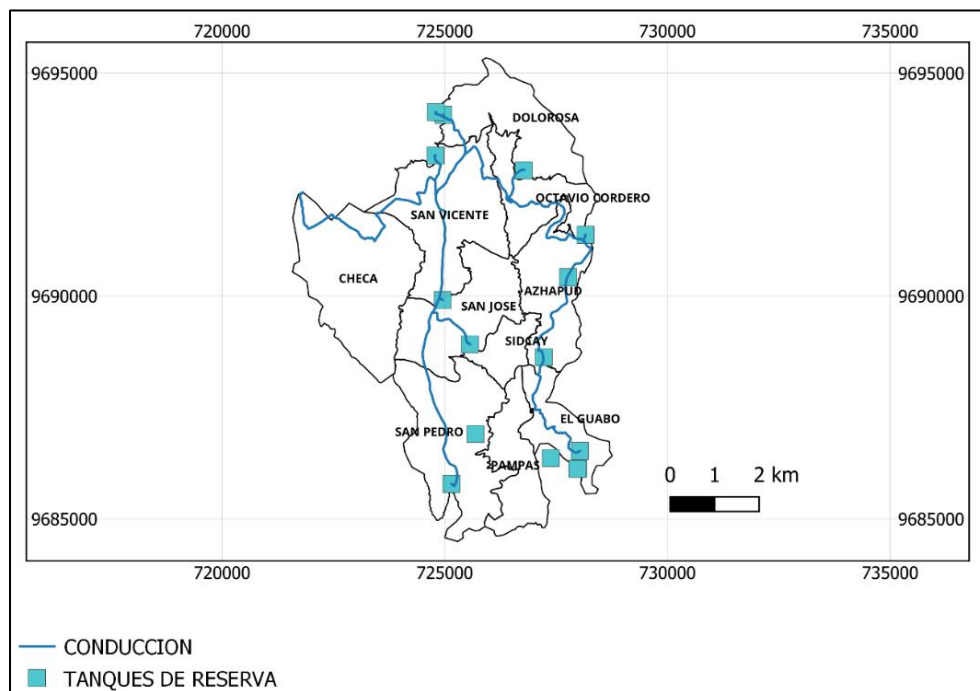 720000 725000 730000 735000
9695000 9695000
DOLOROSA
OCTAVIO CORDERO
SAN VICENTE
CHECA
9690000 9690000
AZHAPUD
SAN JOSE
SIDCAY
EL GUABO
SAN PEDRO
PAMPAS
0 1 2 km
9685000 9685000
720000 725000 730000 735000
CONDUCCION
TANQUES DE RESERVA